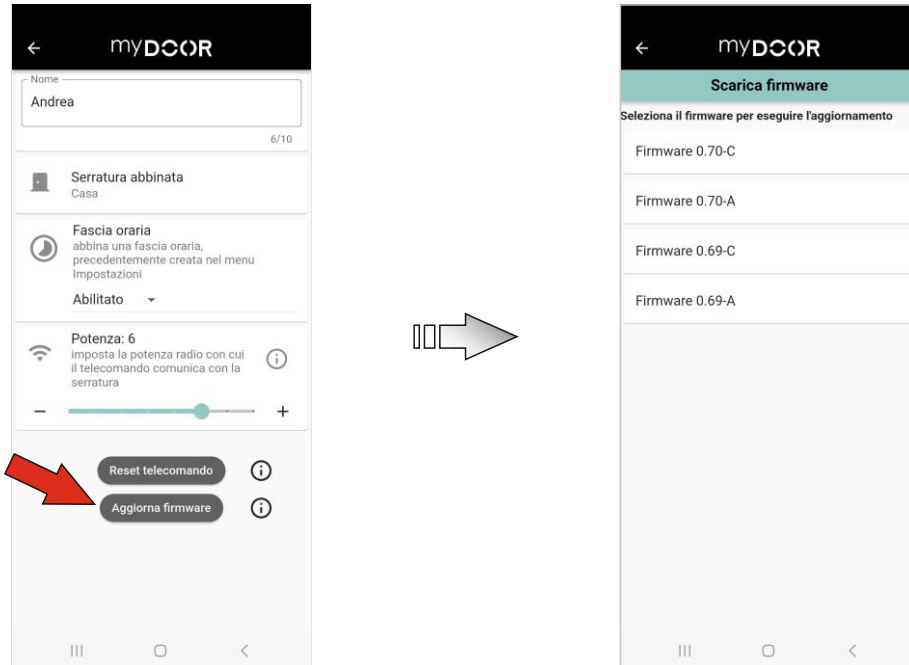 myDOOR
Nome
Andrea
6/10
Serratura abbinata
Casa
Fascia oraria
abbina una fascia oraria,
precedentemente creata nel menu
Impostazioni
Abilitato
Potenza: 6
imposta la potenza radio con cui
il telecomando comunica con la
serratura
Reset telecomando
Aggiorna firmware
myDOOR
Scarica firmware
Seleziona il firmware per eseguire l'aggiornamento
Firmware 0.70-C
Firmware 0.70-A
Firmware 0.69-C
Firmware 0.69-A